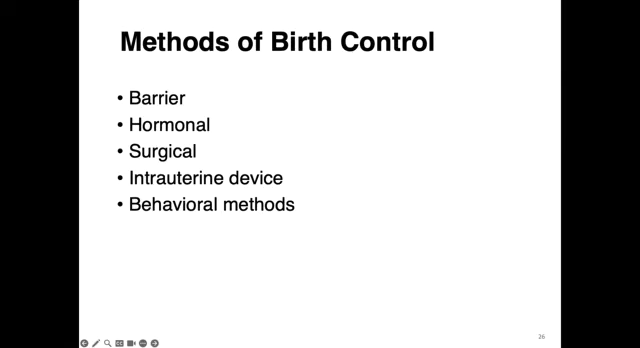 Methods of Birth Control
• Barrier
• Hormonal
• Surgical
• Intrauterine device
• Behavioral methods
26